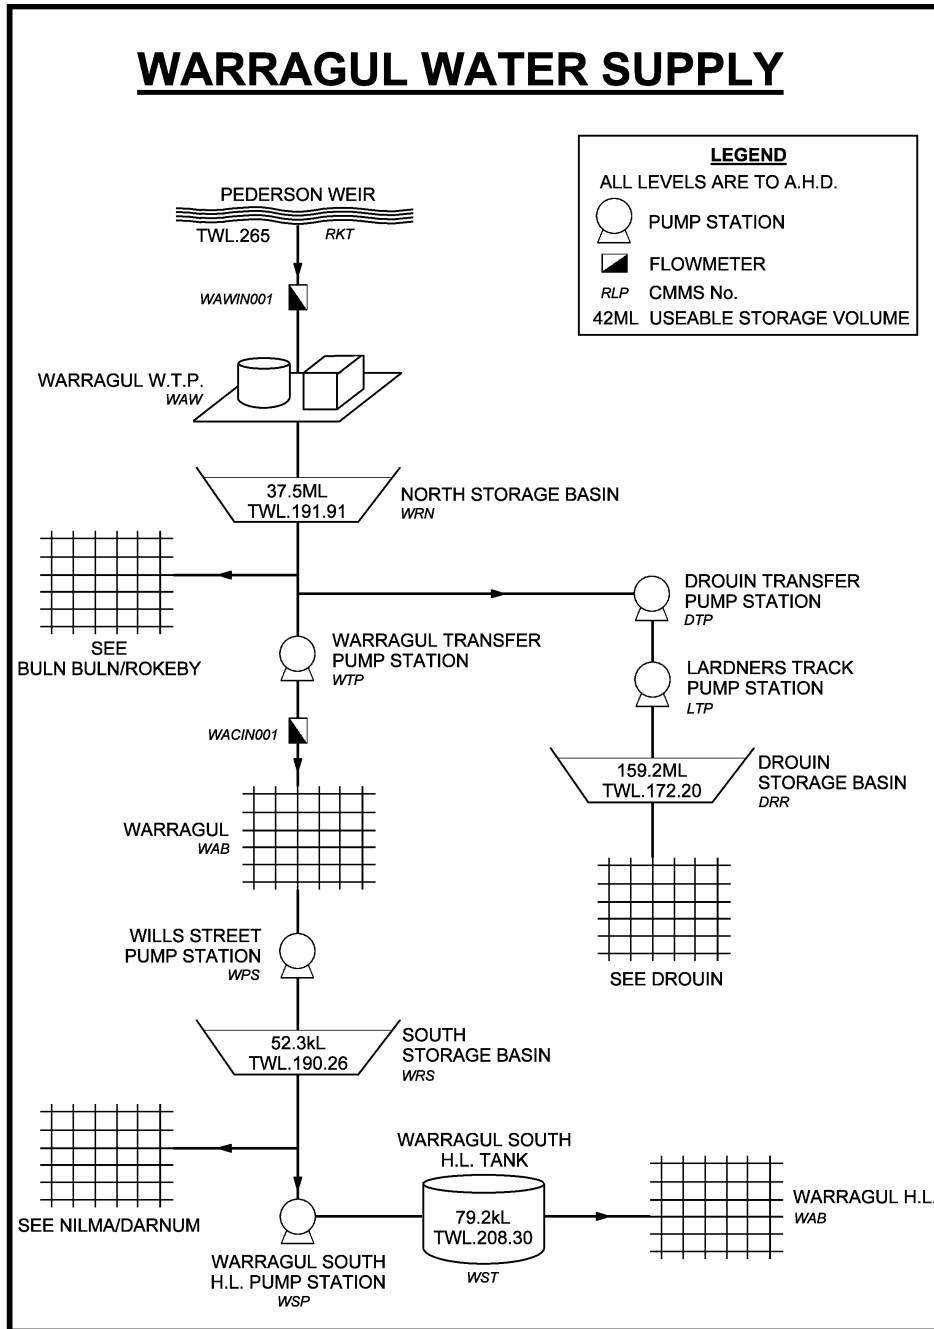 WARRAGUL WATER SUPPLY
LEGEND
ALL LEVELS ARE TO A.H.D.
PUMP STATION
FLOWMETER
RLP CMMS No.
42ML USEABLE STORAGE VOLUME
PEDERSON WEIR
TWL.265 RKT
WAWIN001
WARRAGUL W.T.P.
WAW
37.5ML
TWL.191.91
NORTH STORAGE BASIN
WRN
SEE
BULN BULN/ROKEBY
DROUIN TRANSFER
PUMP STATION
DTP
WARRAGUL TRANSFER
PUMP STATION
WTP
LARDNERS TRACK
PUMP STATION
LTP
WACIN001
159.2ML
TWL.172.20
DROUIN
STORAGE BASIN
DRR
WARRAGUL
WAB
SEE DROUIN
WILLS STREET
PUMP STATION
WPS
52.3kL
TWL.190.26
SOUTH
STORAGE BASIN
WRS
SEE NILMA/DARNUM
WARRAGUL SOUTH
H.L. TANK
79.2kL
TWL.208.30
WST
WARRAGUL H.L.
WAB
WARRAGUL SOUTH
H.L. PUMP STATION
WSP